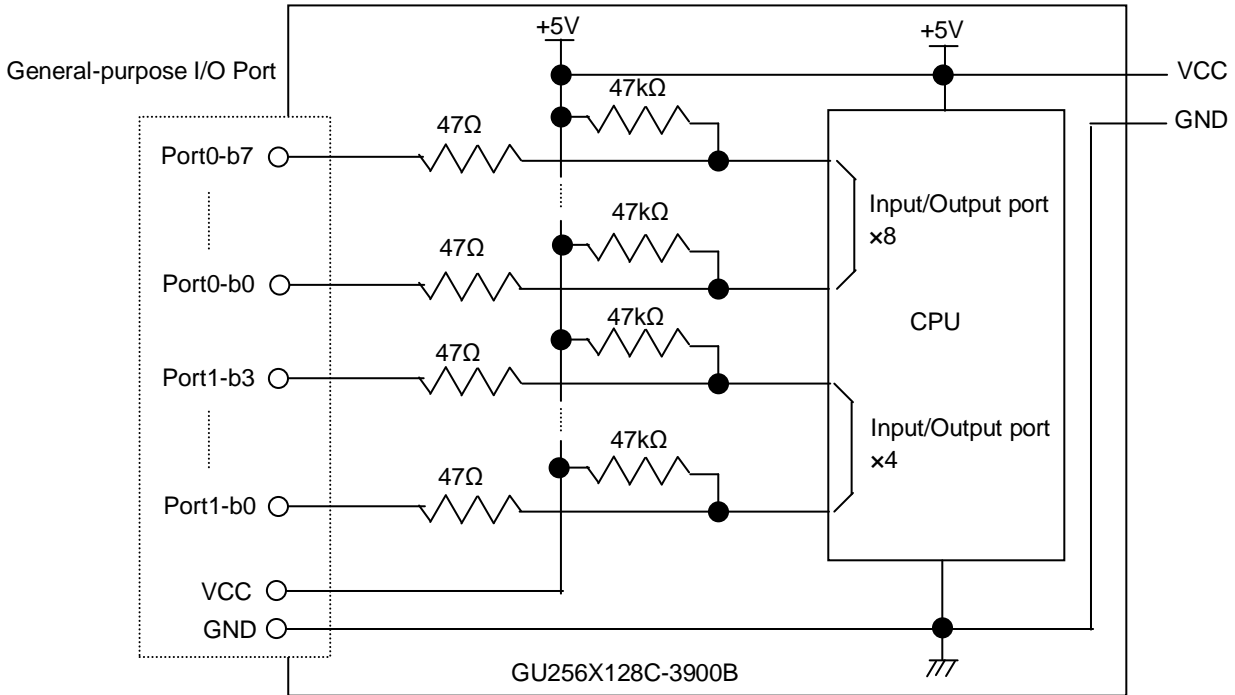 +5V
+5V
General-purpose I/O Port
VCC
47kΩ
GND
47Ω
Port0-b7
Input/Output port
×8
47kΩ
47Ω
Port0-b0
47kΩ
CPU
47Ω
Port1-b3
Input/Output port
×4
47kΩ
47Ω
Port1-b0
VCC
GND
GU256X128C-3900B